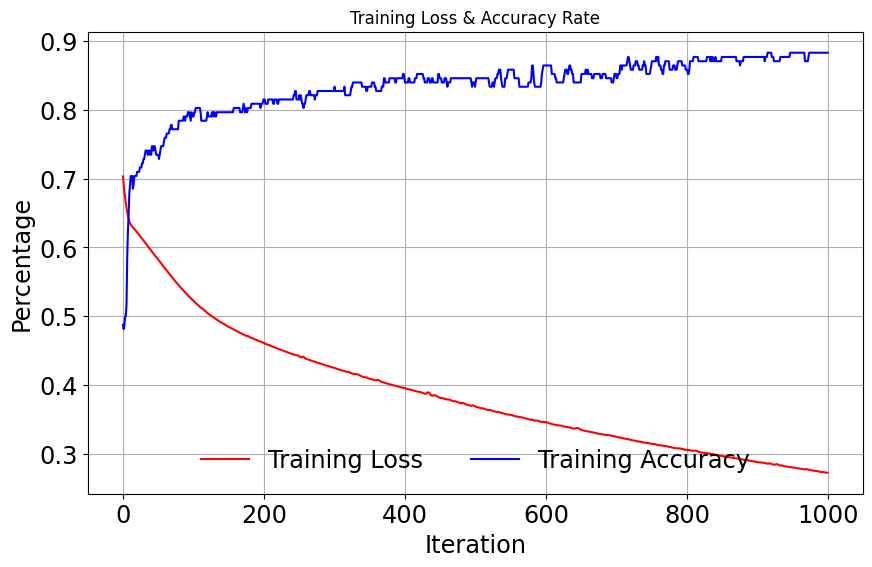 Training Loss & Accuracy Rate
Percentage
0.9
0.8
0.7
0.6
0.5
0.4
0.3
Training Loss Training Accuracy
0 200 400 600 800 1000
Iteration